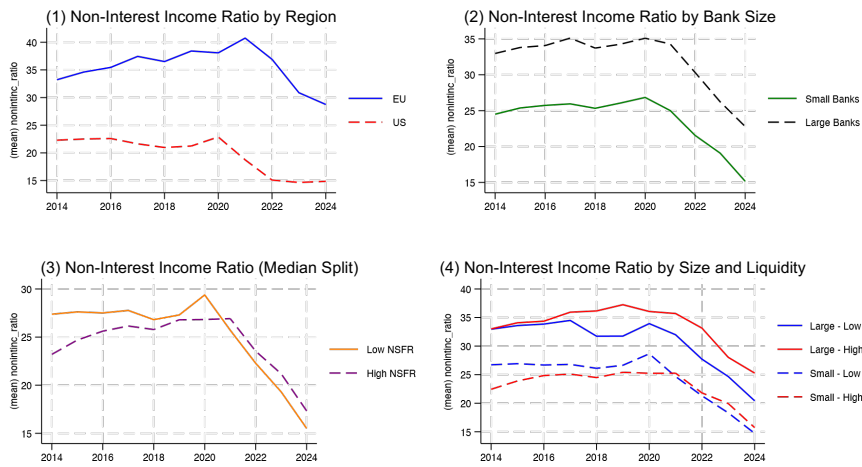 (1) Non-Interest Income Ratio by Region
(mean) nonintinc_ratio
40
35
30
25
20
15
2014 2016 2018 2020 2022 2024
EU
US
(2) Non-Interest Income Ratio by Bank Size
(mean) nonintinc_ratio
35
30
25
20
15
2014 2016 2018 2020 2022 2024
Small Banks
Large Banks
(3) Non-Interest Income Ratio (Median Split)
(mean) nonintinc_ratio
30
25
20
15
2014 2016 2018 2020 2022 2024
Low NSFR
High NSFR
(4) Non-Interest Income Ratio by Size and Liquidity
(mean) nonintinc_ratio
40
35
30
25
20
15
2014 2016 2018 2020 2022 2024
Large - Low
Large - High
Small - Low
Small - High